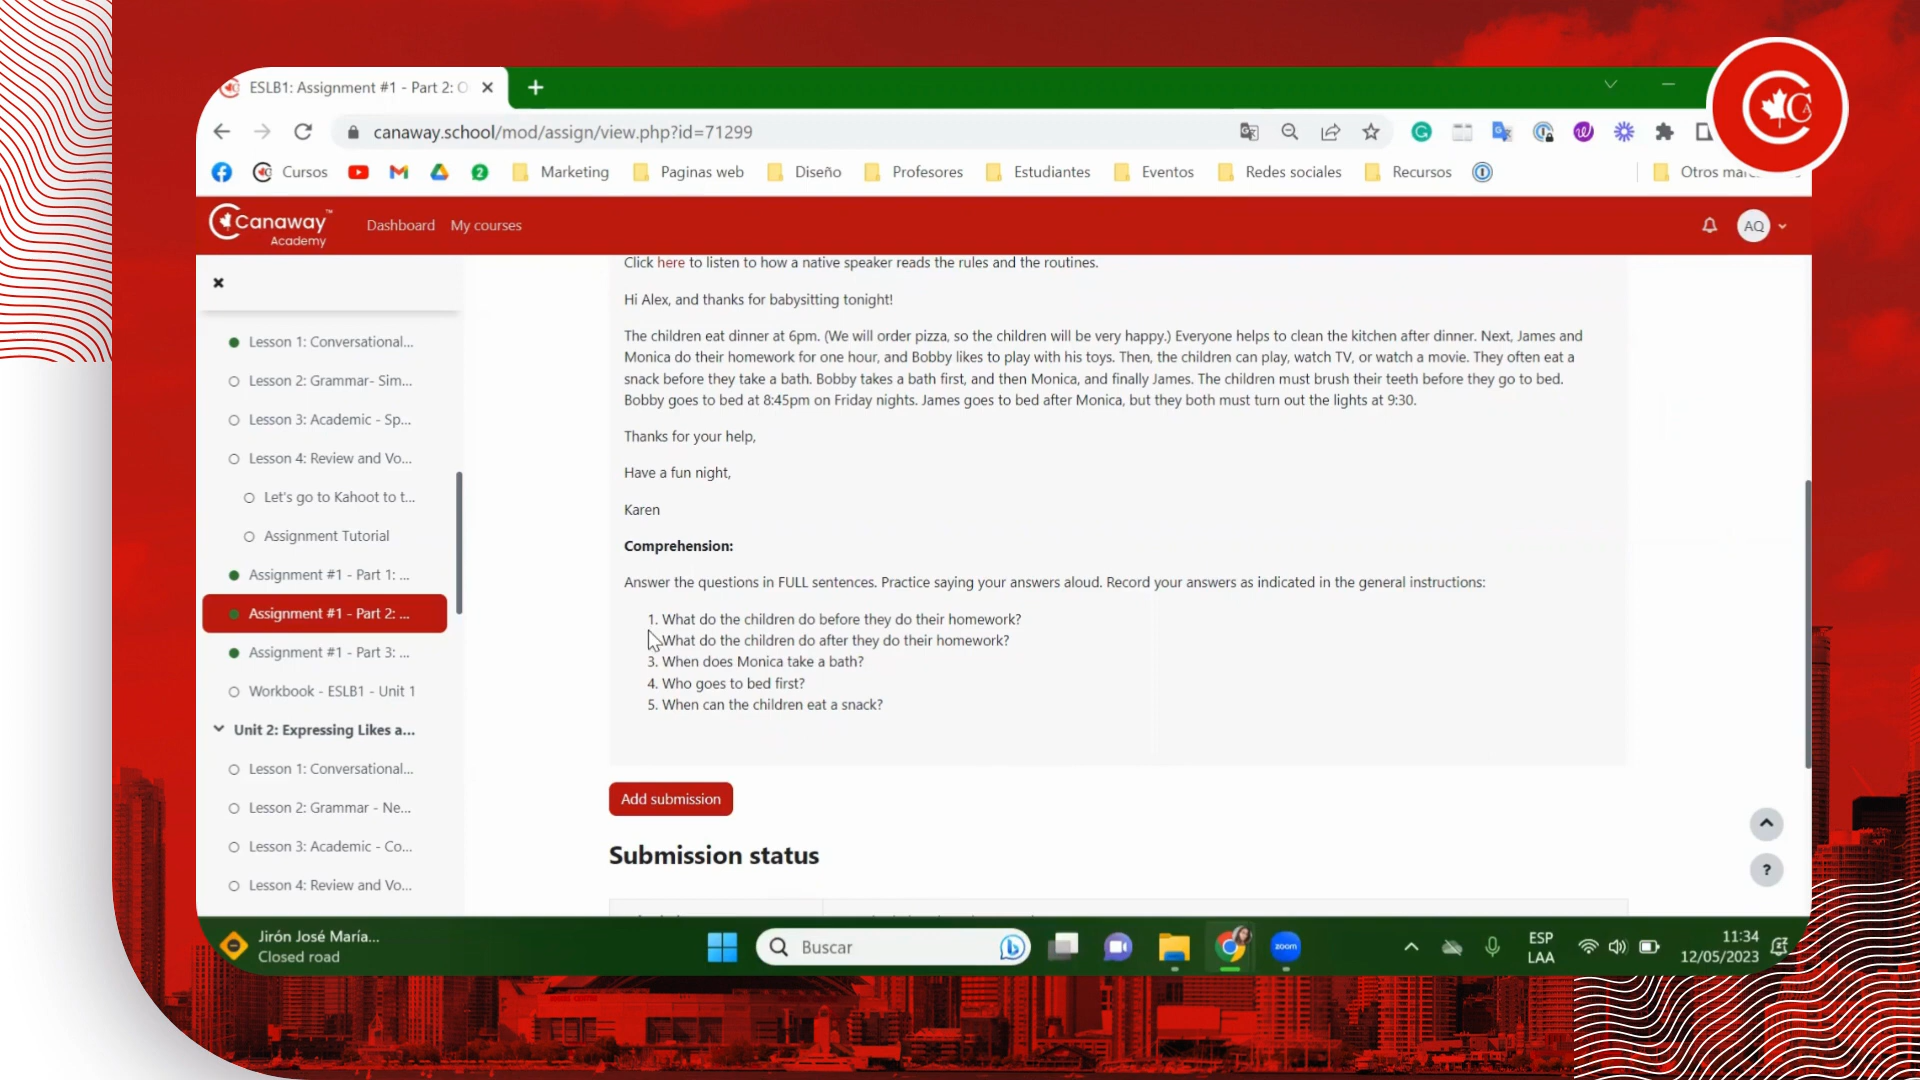 ESLB1: Assignment #1 - Part 2: O
canaway.school/mod/assign/view.php?id=71299
Cursos
2
Marketing
Paginas web
Diseño
Profesores
Estudiantes
Eventos
Redes sociales
Recursos
Otros mar
Canaway™
Academy
Dashboard
My courses
AQ
Lesson 1: Conversational...
Lesson 2: Grammar- Sim...
Lesson 3: Academic - Sp...
Lesson 4: Review and Vo...
Let's go to Kahoot to t...
Assignment Tutorial
Assignment #1 - Part 1: ...
Assignment #1 - Part 2: ...
Assignment #1 - Part 3: ...
Workbook - ESLB1 - Unit 1
Unit 2: Expressing Likes a...
Lesson 1: Conversational...
Lesson 2: Grammar - Ne...
Lesson 3: Academic - Co...
Lesson 4: Review and Vo...
Click here to listen to how a native speaker reads the rules and the routines.
Hi Alex, and thanks for babysitting tonight!
The children eat dinner at 6pm. (We will order pizza, so the children will be very happy.) Everyone helps to clean the kitchen after dinner. Next, James and
Monica do their homework for one hour, and Bobby likes to play with his toys. Then, the children can play, watch TV, or watch a movie. They often eat a
snack before they take a bath. Bobby takes a bath first, and then Monica, and finally James. The children must brush their teeth before they go to bed.
Bobby goes to bed at 8:45pm on Friday nights. James goes to bed after Monica, but they both must turn out the lights at 9:30.
Thanks for your help,
Have a fun night,
Karen
Comprehension:
Answer the questions in FULL sentences. Practice saying your answers aloud. Record your answers as indicated in the general instructions:
1. What do the children do before they do their homework?
What do the children do after they do their homework?
3. When does Monica take a bath?
4. Who goes to bed first?
5. When can the children eat a snack?
Add submission
Submission status
?
Jirón José María...
Closed road
Buscar
zoom
ESP
LAA
11:34
12/05/2023